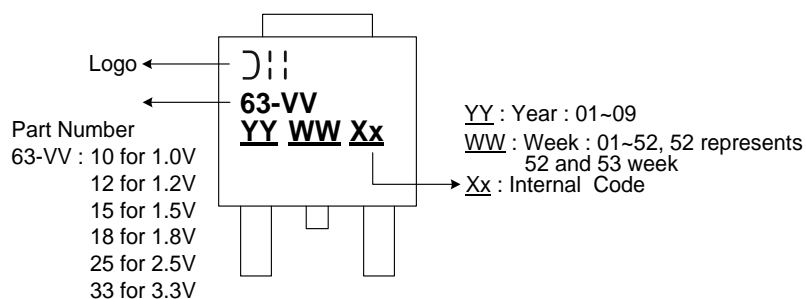 Logo
63-VV
YY WW Xx
Part Number
63-VV : 10 for 1.0V
12 for 1.2V
15 for 1.5V
18 for 1.8V
25 for 2.5V
33 for 3.3V
YY : Year : 01~09
WW : Week : 01~52, 52 represents
52 and 53 week
Xx : Internal Code